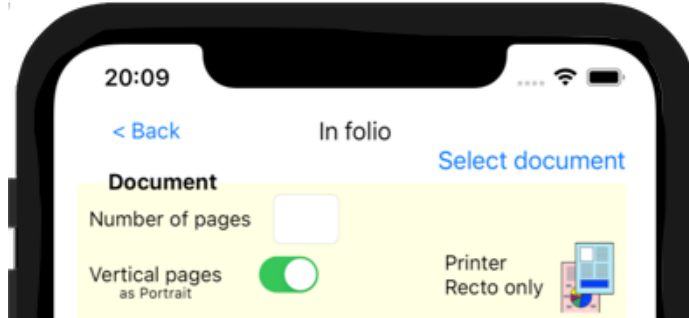 20:09
< Back
In folio
Select document
Document
Number of pages
Vertical pages
as Portrait
Printer
Recto only